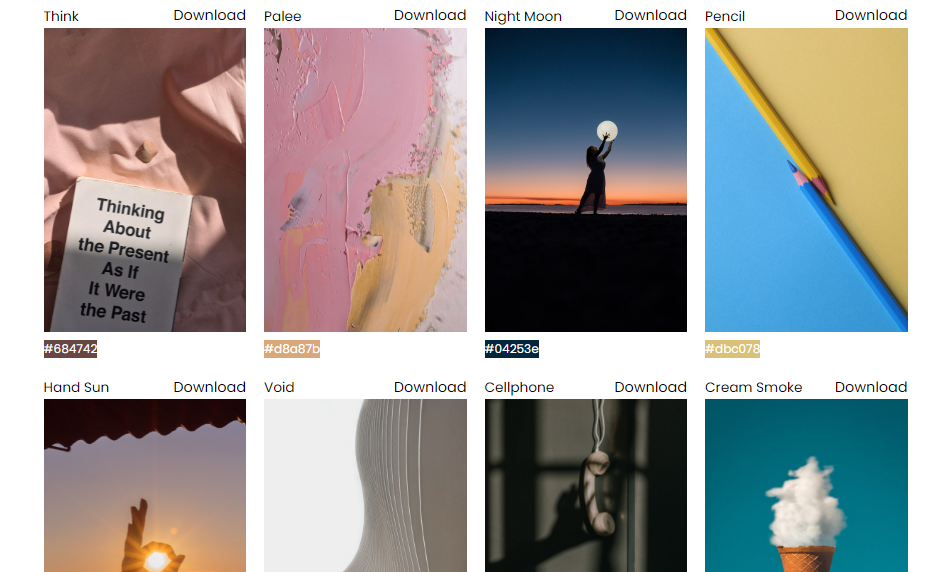 Think Download Palee Download Night Moon Download Pencil Download
Thinking
About
the Present
As If
It Were
the Past
#684742 #d8a87b #04253e #dbc078
Hand Sun Download Void Download Cellphone Download Cream Smoke Download